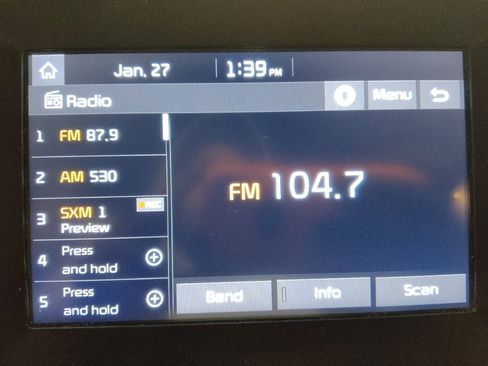 Jan. 27 1:39 PM
Radio
Menu
1 FM 87.9
2 AM 530
3 SXM 1 REC
Preview
FM 104.7
4 Press
and hold
5 Press
and hold
Band Info Scan